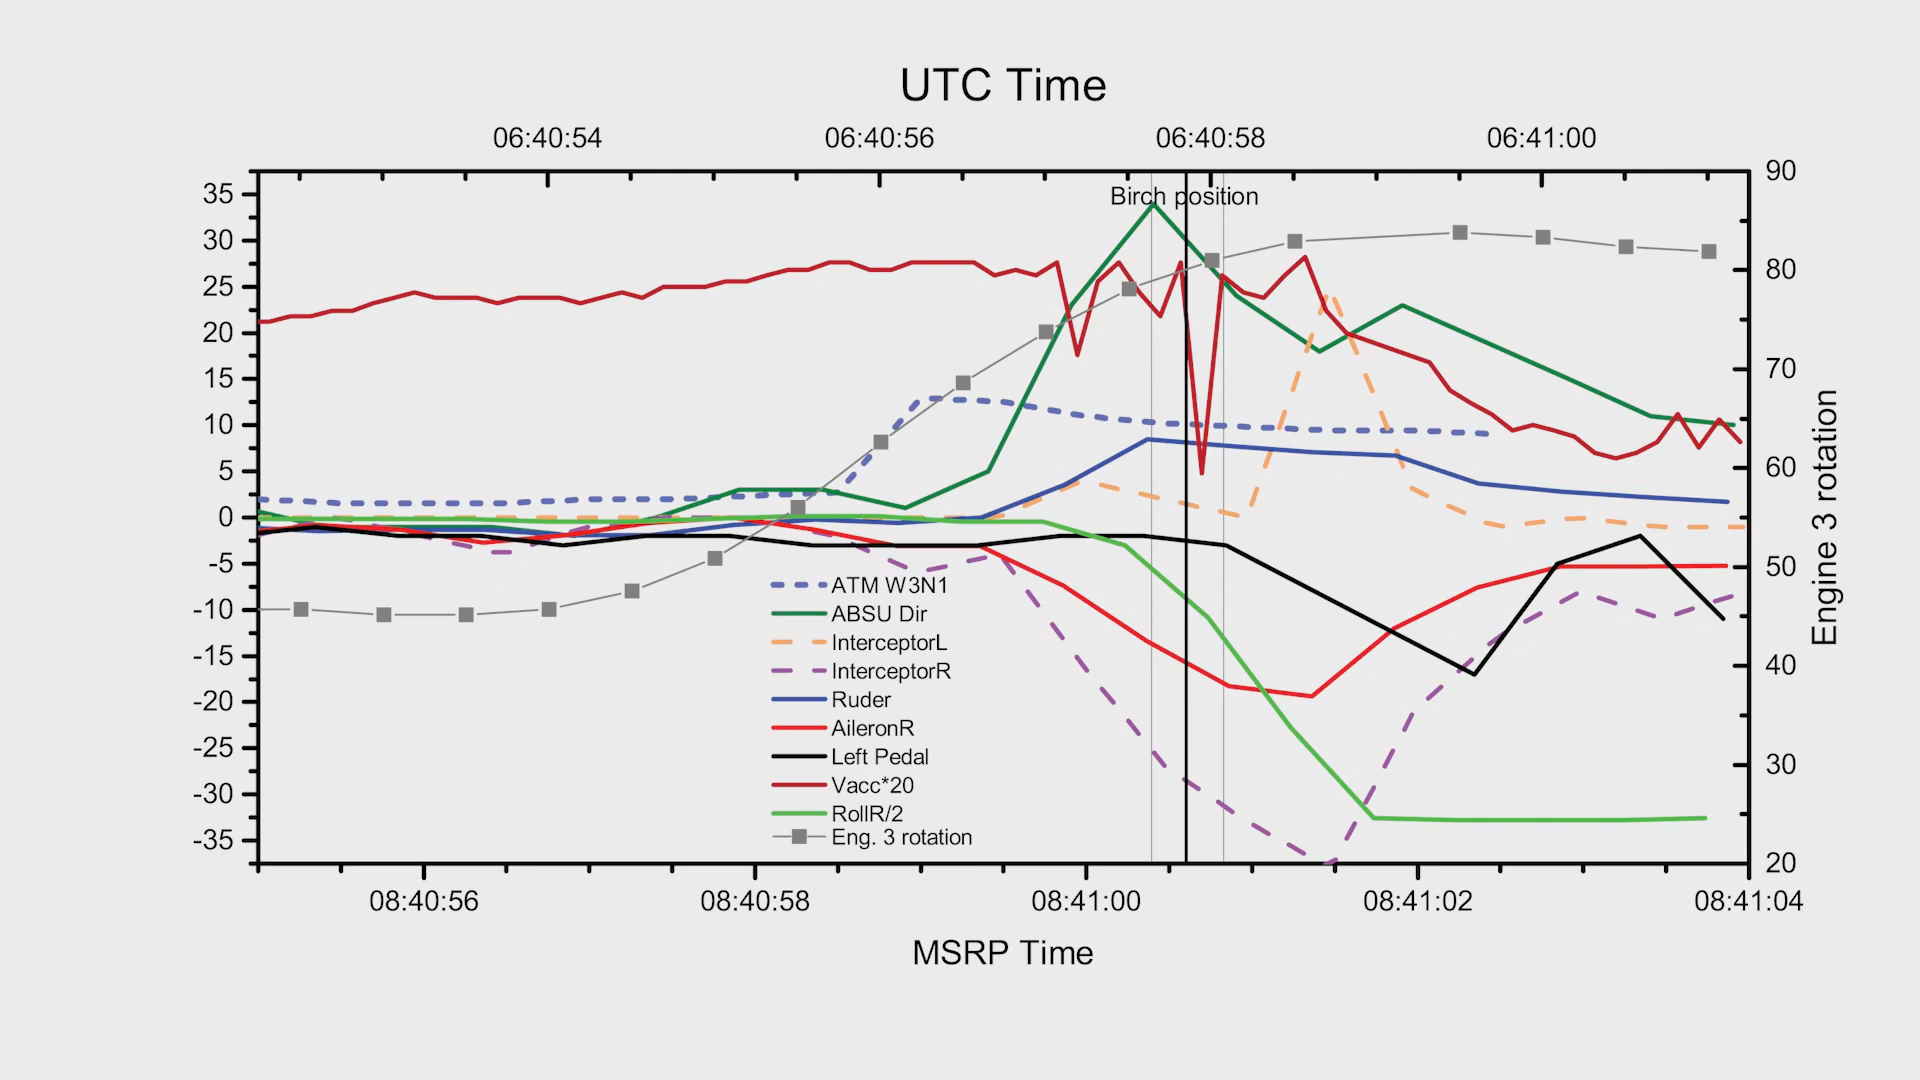 UTC Time
06:40:54 06:40:56 06:40:58 06:41:00
Birch position
35
30
25
20
15
10
5
0
-5
-10
-15
-20
-25
-30
-35
90
80
70
60
50
40
30
20
Engine 3 rotation
ATM W3N1
ABSU Dir
InterceptorL
InterceptorR
Ruder
AileronR
Left Pedal
Vacc*20
RollR/2
Eng. 3 rotation
08:40:56 08:40:58 08:41:00 08:41:02 08:41:04
MSRP Time